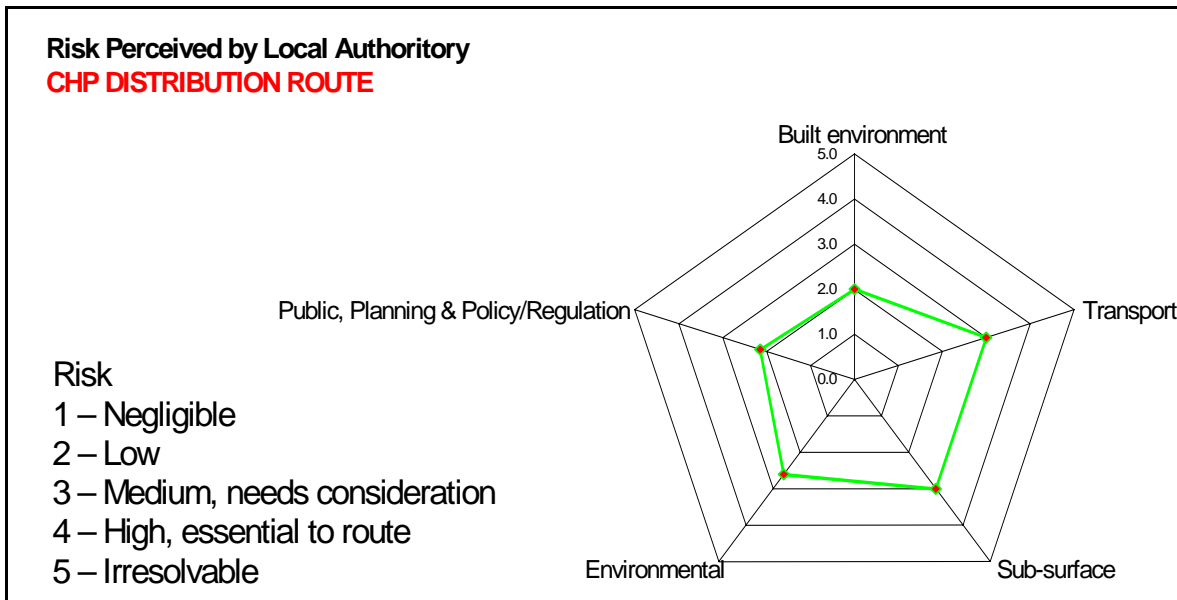 Risk Perceived by Local Authoritory
CHP DISTRIBUTION ROUTE
Built environment
5.0
4.0
3.0
2.0
1.0
0.0
Public, Planning & Policy/Regulation
Transport
Risk
1 – Negligible
2 – Low
3 – Medium, needs consideration
4 – High, essential to route
5 – Irresolvable
Environmental
Sub-surface